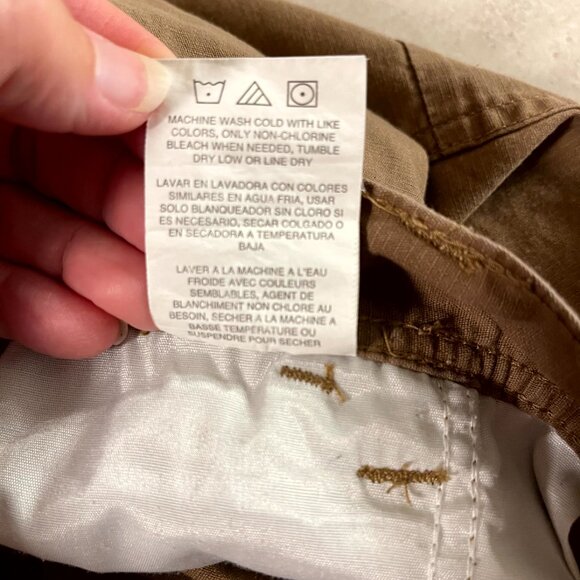 MACHINE WASH COLD WITH LIKE
COLORS, ONLY NON-CHLORINE
BLEACH WHEN NEEDED, TUMBLE
DRY LOW OR LINE DRY
LAVAR EN LAVADORA CON COLORES
SIMILARES EN AGUA FRIA, USAR
SOLO BLANQUEADOR SIN CLORO SI
ES NECESARIO, SECAR COLGADO O
EN SECADORA A TEMPERATURA
BAJA
LAVER A LA MACHINE A L'EAU
FROIDE AVEC COULEURS
SEMBLABLES, AGENT DE
BLANCHIMENT NON CHLORE AU
BESOIN, SECHER A LA MACHINE A
BASSE TEMPERATURE OU
SUSPENDRE POUR SECHER